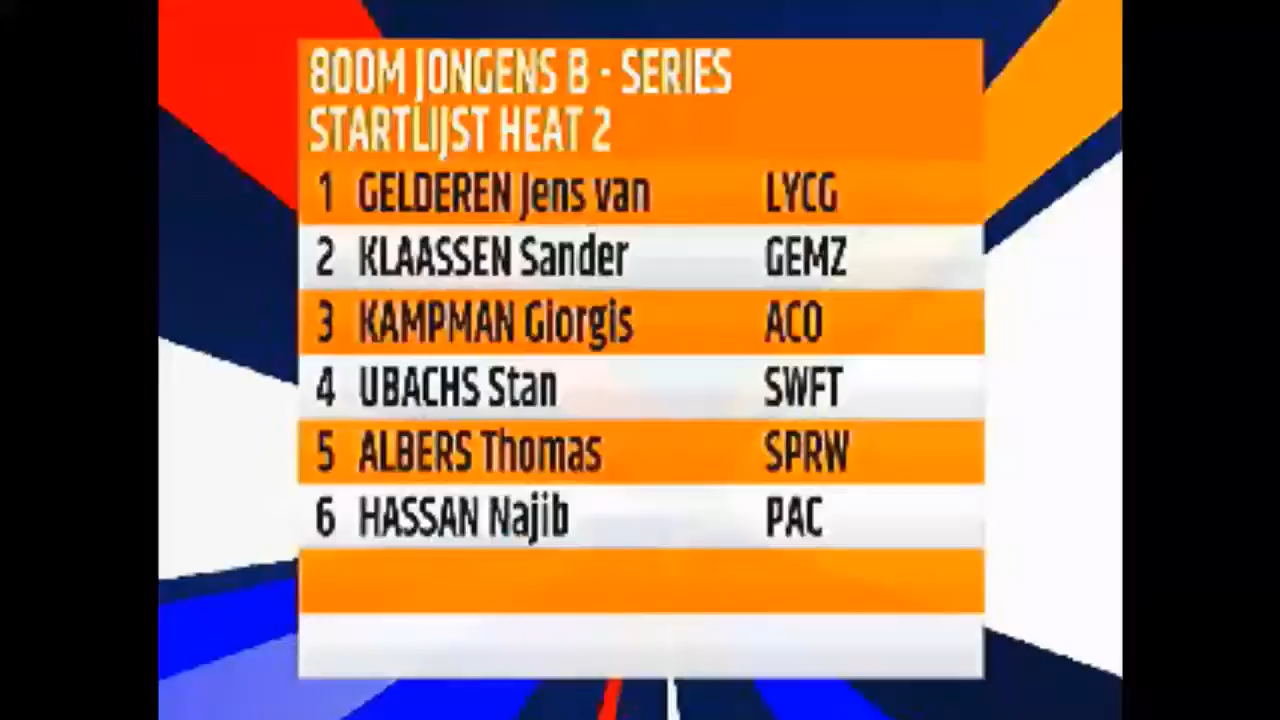 800M JONGENS B - SERIES
STARTLIJST HEAT 2
1 GELDEREN Jens van LYCG
2 KLAASSEN Sander GEMZ
3 KAMPMAN Giorgis ACO
4 UBACHS Stan SWFT
5 ALBERS Thomas SPRW
6 HASSAN Najib PAC